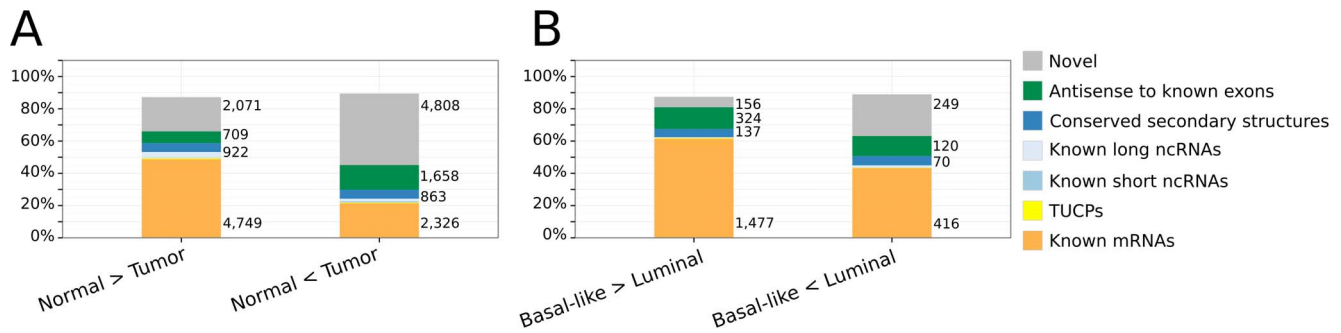 A
100%
80%
60%
40%
20%
0%
2,071
709
922
4,749
4,808
1,658
863
2,326
Normal > Tumor
Normal < Tumor
B
100%
80%
60%
40%
20%
0%
156
324
137
1,477
249
120
70
416
Basal-like > Luminal
Basal-like < Luminal
Novel
Antisense to known exons
Conserved secondary structures
Known long ncRNAs
Known short ncRNAs
TUCPs
Known mRNAs